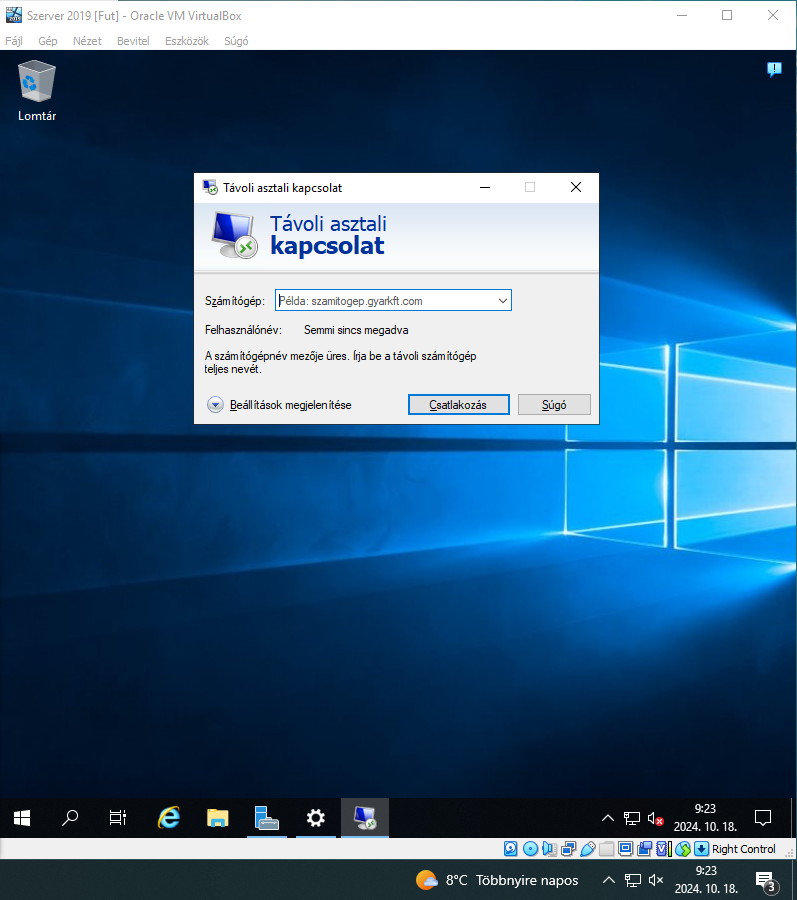 Szerver 2019 [Fut] - Oracle VM VirtualBox
Fájl Gép Nézet Bevitel Eszközök Súgó
Lomtár
Távoli asztali kapcsolat
Távoli asztali
kapcsolat
Számítógép: Példa: szamitogep.gyarkft.com
Felhasználónév: Semmi sincs megadva
A számítógépnév mezője üres. Írja be a távoli számítógép
teljes nevét.
Beállítások megjelenítése Csatlakozás Súgó
9:23
2024. 10. 18.
Right Control
8°C Többnyire napos
9:23
2024. 10. 18.
3